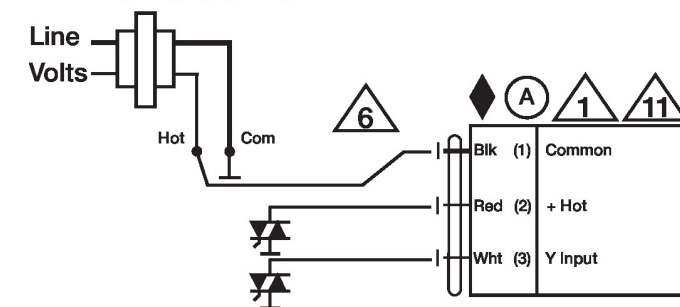 Line
Volts
Hot
Com
6
A
1
11
Blk (1) Common
Red (2) + Hot
Wht (3) Y Input